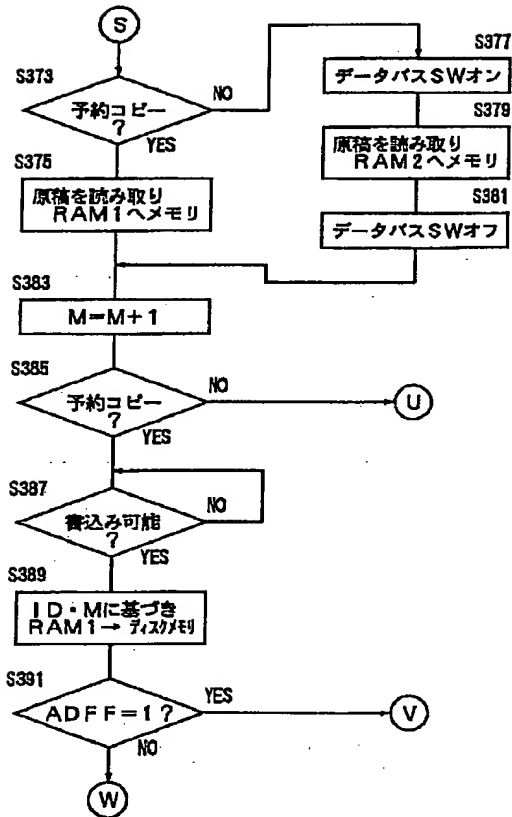 S
S373
予約コピー
?
NO
YES
S377
データバスSWオン
S379
原稿を読み取り
RAM2へメモリ
S381
データバスSWオフ
S375
原稿を読み取り
RAM1へメモリ
S383
M=M+1
S385
予約コピー
?
NO
YES
U
S387
書込み可能
?
NO
YES
S389
ID・Mに基づき
RAM1→ディスクメモリ
S391
ADFF=1?
YES
NO
V
W